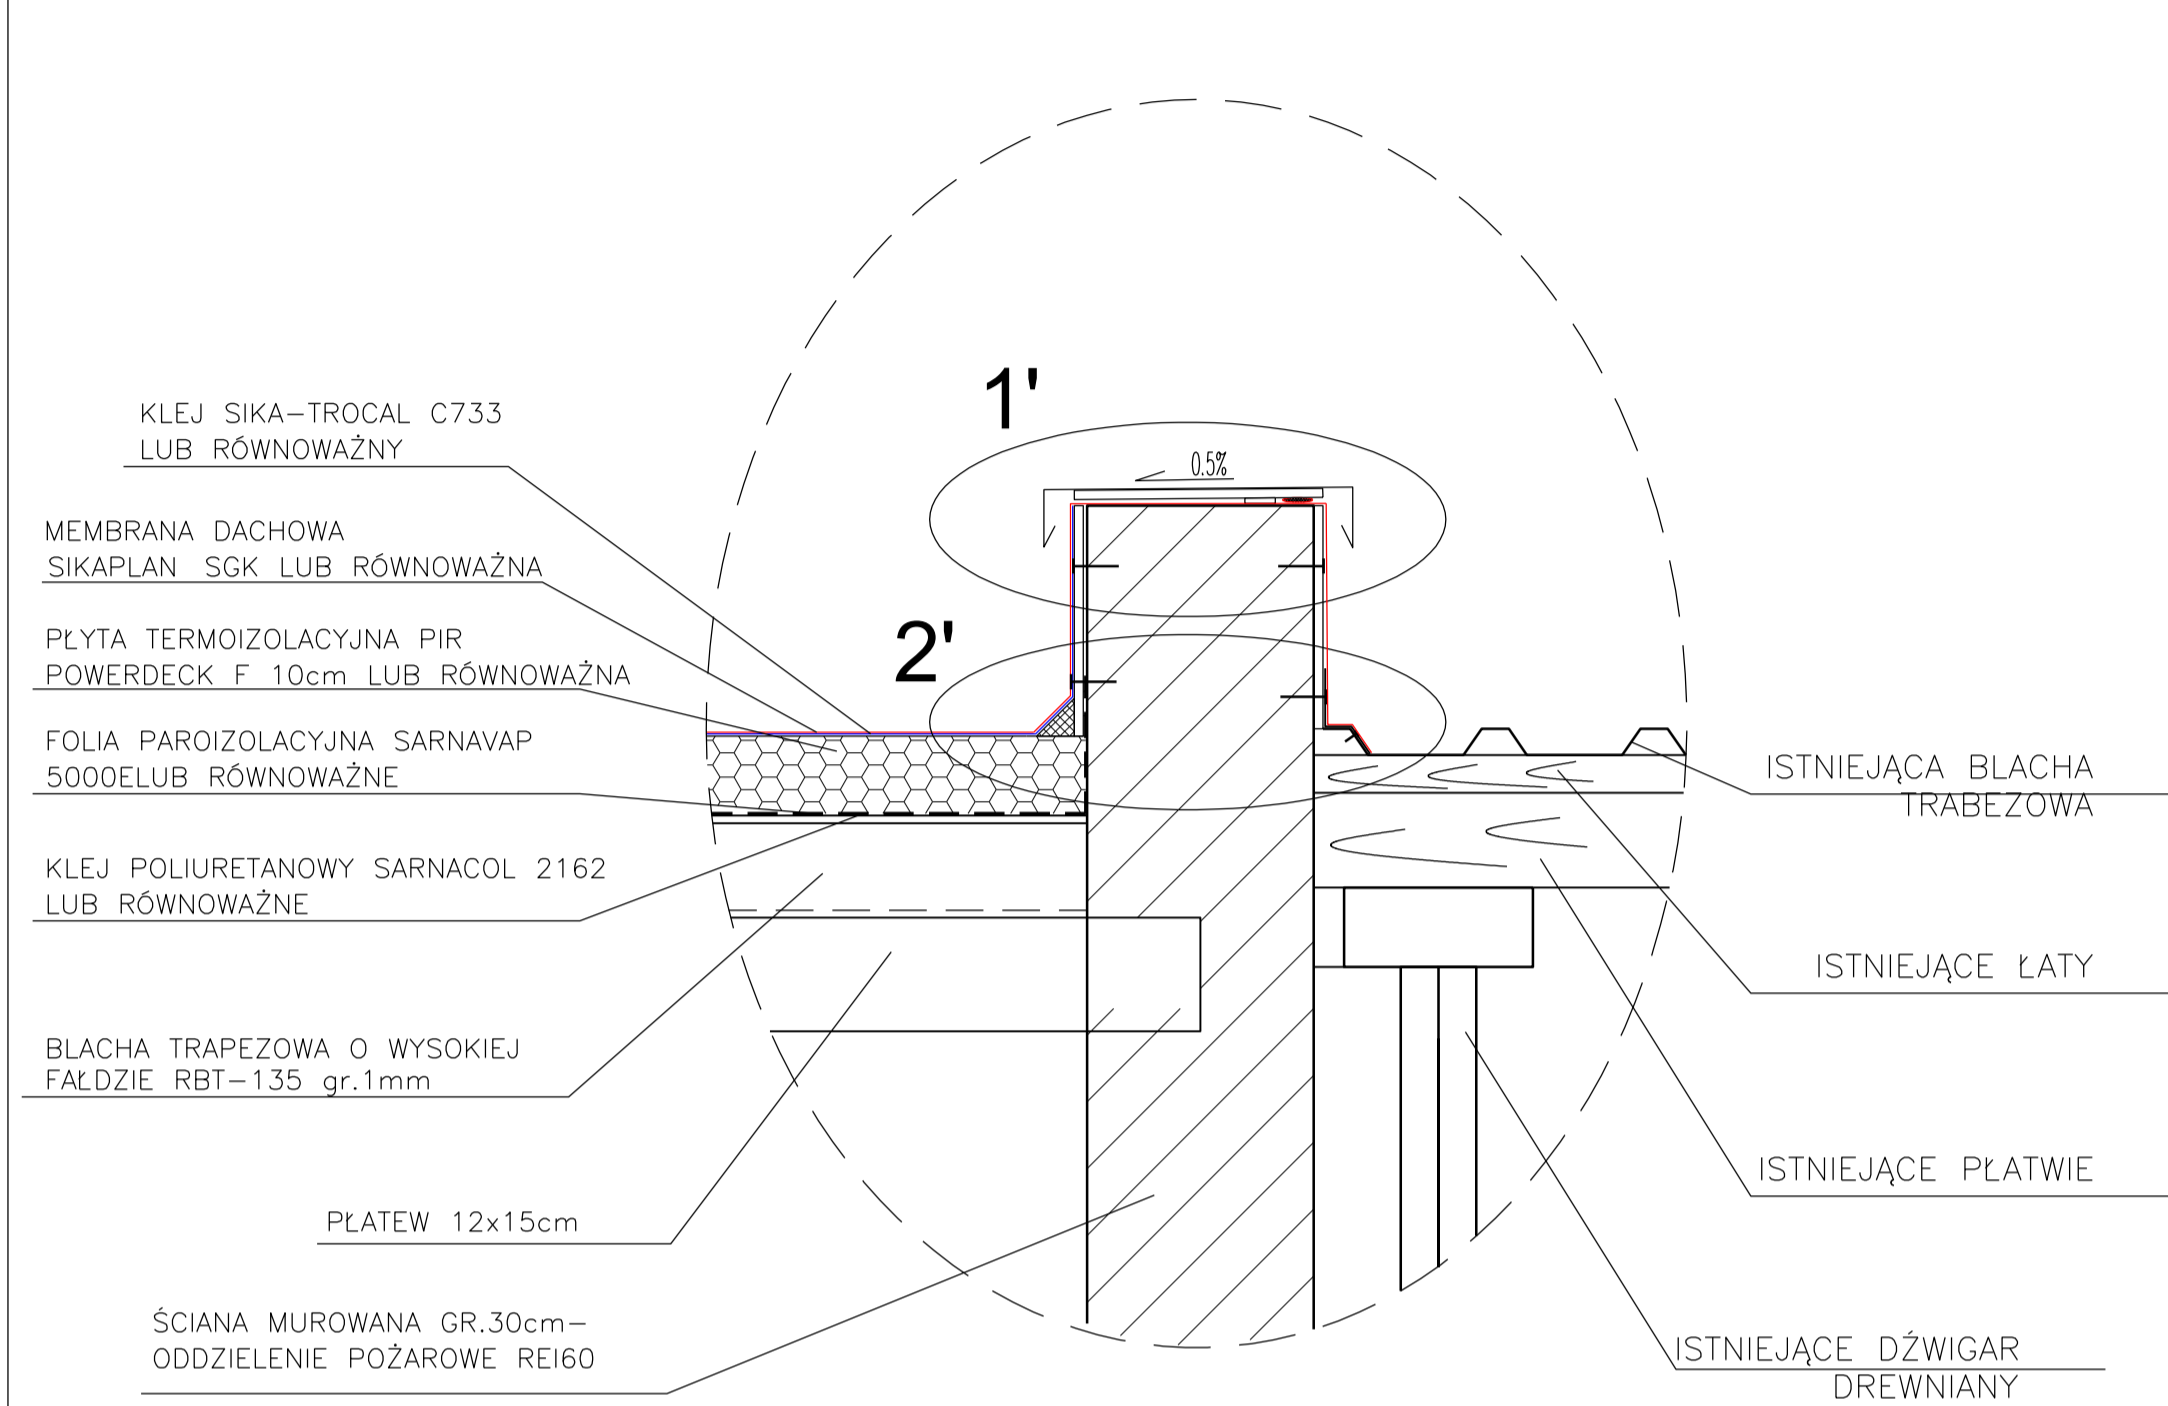 1'
0.5%
2'
KLEJ SIKA-TROCAL C733
LUB RÓWNOWAŻNY
MEMBRANA DACHOWA
SIKAPLAN SGK LUB RÓWNOWAŻNA
PŁYTA TERMOIZOLACYJNA PIR
POWERDECK F 10cm LUB RÓWNOWAŻNA
FOLIA PAROIZOLACYJNA SARNAVAP
5000ELUB RÓWNOWAŻNE
KLEJ POLIURETANOWY SARNACOL 2162
LUB RÓWNOWAŻNE
BLACHA TRAPEZOWA O WYSOKIEJ
FAŁDZIE RBT-135 gr.1mm
PŁATEW 12x15cm
ŚCIANA MUROWANA GR.30cm-
ODDZIELENIE POŻAROWE REI60
ISTNIEJĄCA BLACHA
TRABEZOWA
ISTNIEJĄCE ŁATY
ISTNIEJĄCE PŁATWIE
ISTNIEJĄCE DŹWIGAR
DREWNIANY